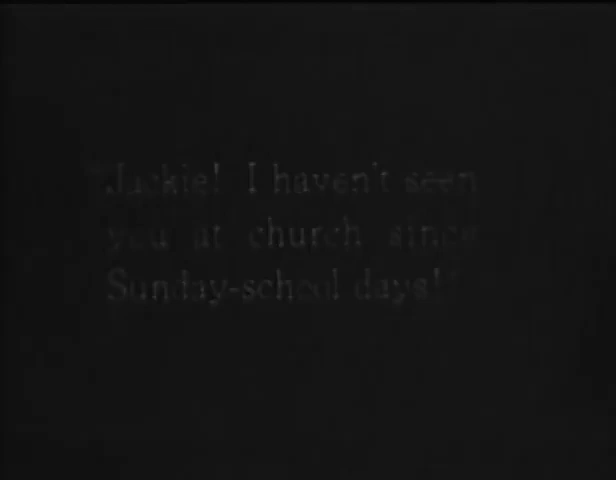 "Jackie! I haven't seen
you at church since
Sunday-school days!"